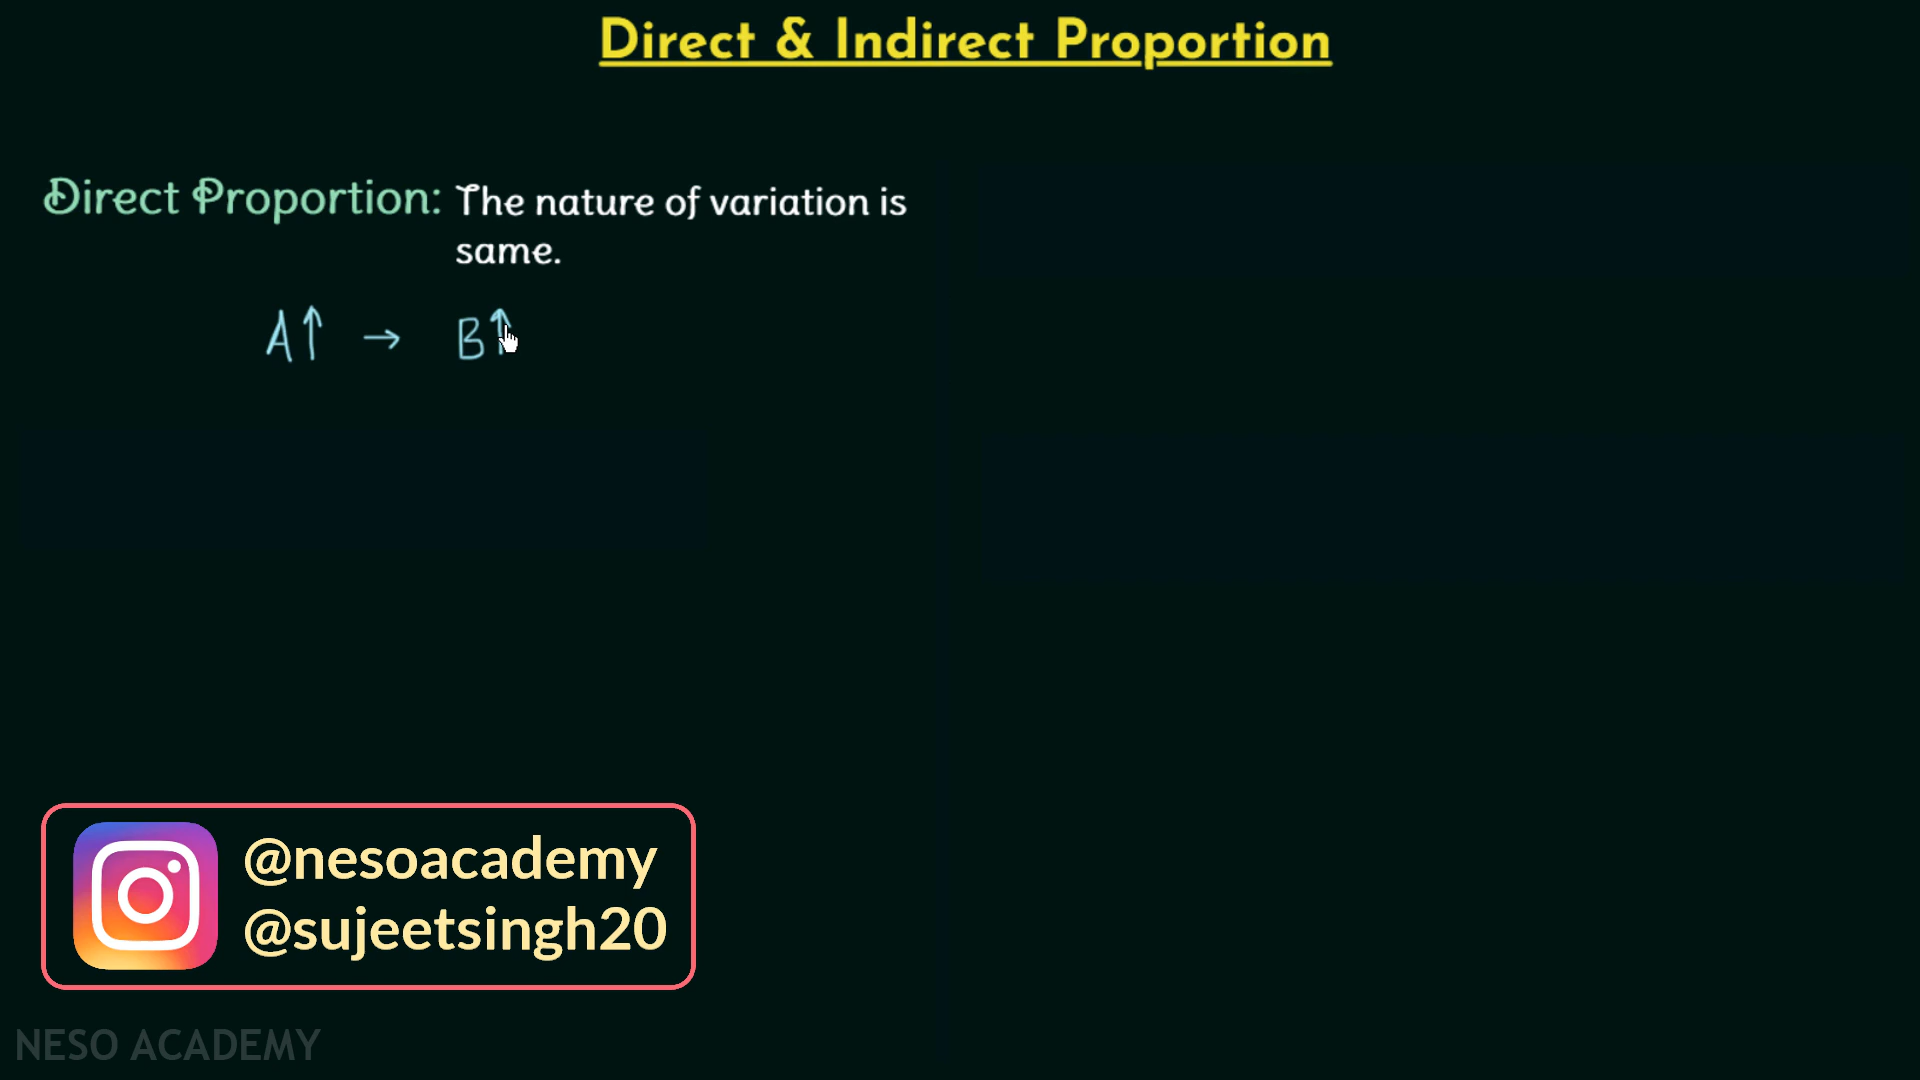 Direct & Indirect Proportion
Direct Proportion: The nature of variation is
same.
A↑ → B↑
@nesoacademy
@sujeetsingh20
NESO ACADEMY